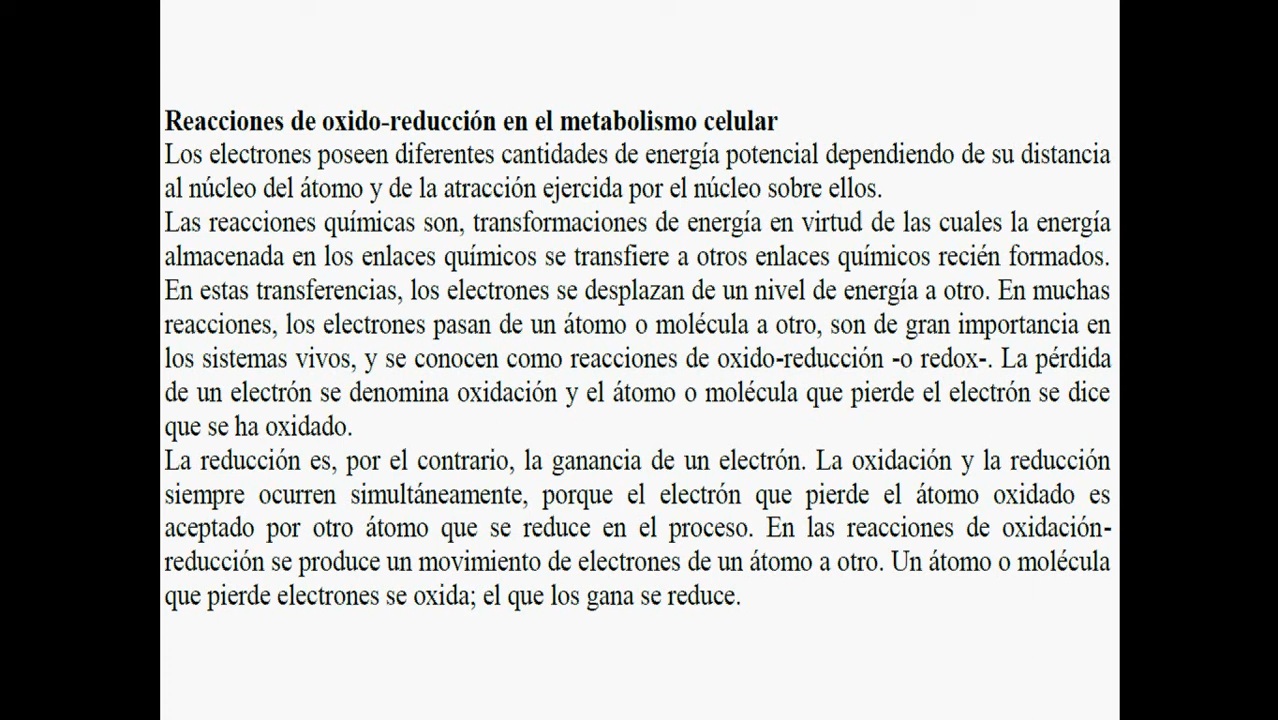 Reacciones de oxido-reducción en el metabolismo celular
Los electrones poseen diferentes cantidades de energía potencial dependiendo de su distancia
al núcleo del átomo y de la atracción ejercida por el núcleo sobre ellos.
Las reacciones químicas son, transformaciones de energía en virtud de las cuales la energía
almacenada en los enlaces químicos se transfiere a otros enlaces químicos recién formados.
En estas transferencias, los electrones se desplazan de un nivel de energía a otro. En muchas
reacciones, los electrones pasan de un átomo o molécula a otro, son de gran importancia en
los sistemas vivos, y se conocen como reacciones de oxido-reducción -o redox-. La pérdida
de un electrón se denomina oxidación y el átomo o molécula que pierde el electrón se dice
que se ha oxidado.
La reducción es, por el contrario, la ganancia de un electrón. La oxidación y la reducción
siempre ocurren simultáneamente, porque el electrón que pierde el átomo oxidado es
aceptado por otro átomo que se reduce en el proceso. En las reacciones de oxidación-
reducción se produce un movimiento de electrones de un átomo a otro. Un átomo o molécula
que pierde electrones se oxida; el que los gana se reduce.